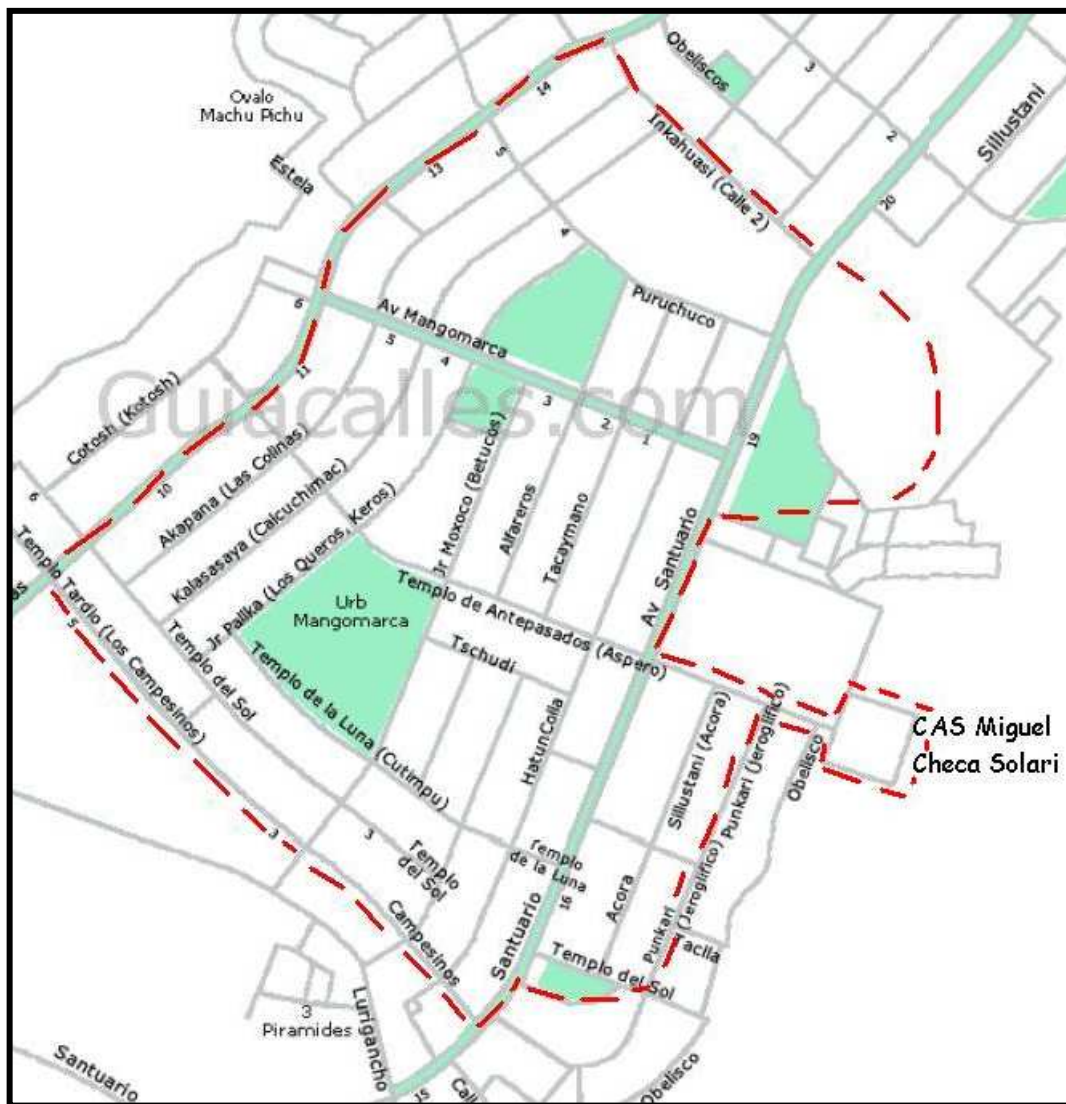 Obeliscos
3
2
Sillustani
14
Ovalo
Machu Pichu
5
13
Inkahuasi (Calle 2)
Estela
20
4
Puruchuco
6
Av Mangomarca
5
4
11
Guiacalles.com
3
2
1
19
Cotosh (Kotosh)
10
6
Akapana (Las Colinas)
Kalasasaya (Calcuchimac)
Jr Pallka (Los Queros, Keros)
Jr Moxoco (Betucos)
Alfareros
Tacaymano
Av Santuario
as
Templo Tardio (Los Campesinos)
5
Urb
Mangomarca
Templo de Antepasados (Aspero)
Tschudi
Templo del Sol
Templo de la Luna (Cutimpu)
HatunColla
Sillustani (Acora)
Punkari (Jeroglifico)
Obelisco
CAS Miguel
Checa Solari
3
3
Templo
del Sol
Templo
de la Luna
16
Acora
Punkari (Jeroglifico)
Campesinos
Santuario
Templo del Sol
aclla
3
Piramides
Lurigancho
Santuario
15
Call
Obelisco